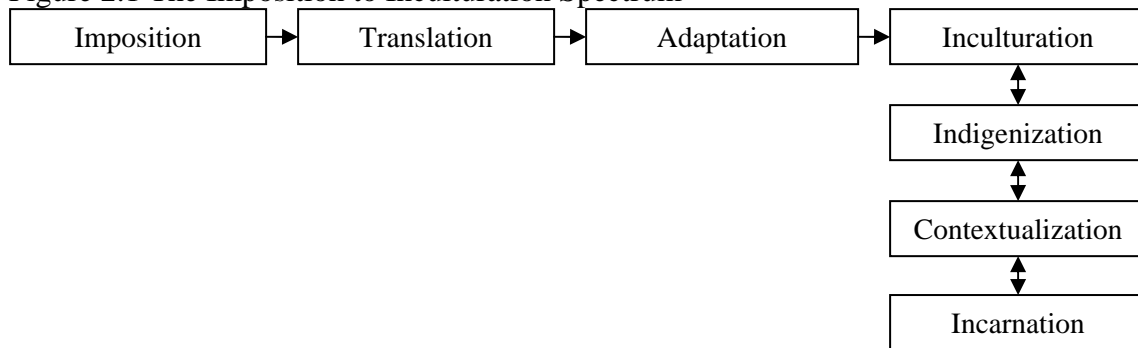 Figure 2.1 The Imposition to Inculturation Spectrum
Imposition Translation Adaptation Inculturation
Indigenization
Contextualization
Incarnation